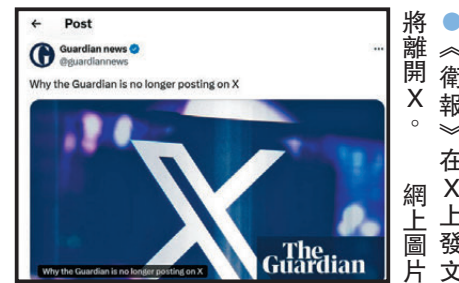 ← Post
Guardian news
@guardiannews
...
Why the Guardian is no longer posting on X
The
Guardian
Why the Guardian is no longer posting on X
●《衛報》在X上發文
將離開X。 網上圖片